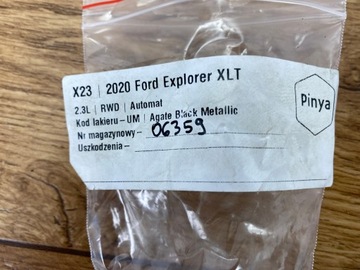 X23 | 2020 Ford Explorer XLT
2.3L | RWD | Automat
Kod lakieru – UM | Agate Black Metallic
Nr magazynowy – 06359
Uszkodzenia –
Pinya